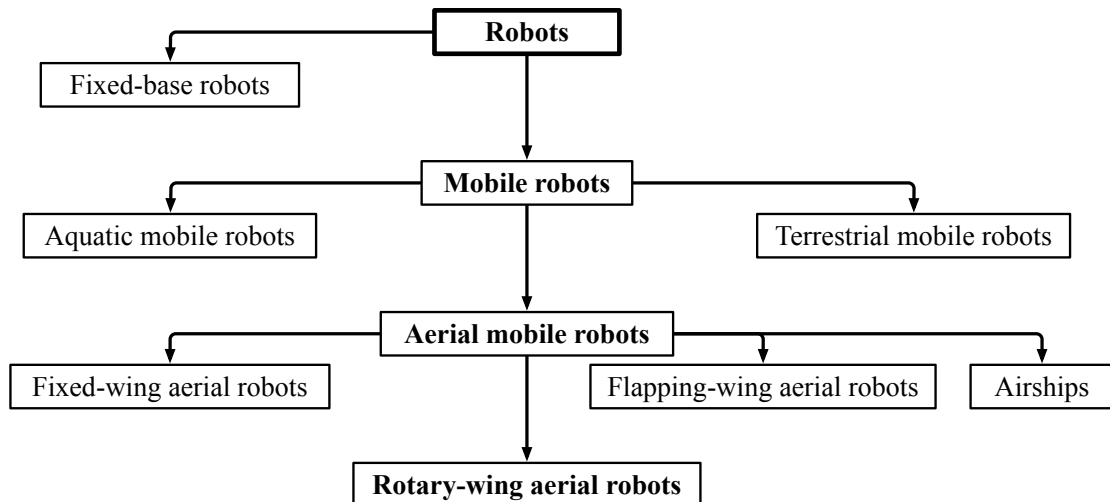 Robots
Fixed-base robots
Mobile robots
Aquatic mobile robots
Terrestrial mobile robots
Aerial mobile robots
Fixed-wing aerial robots
Flapping-wing aerial robots
Airships
Rotary-wing aerial robots